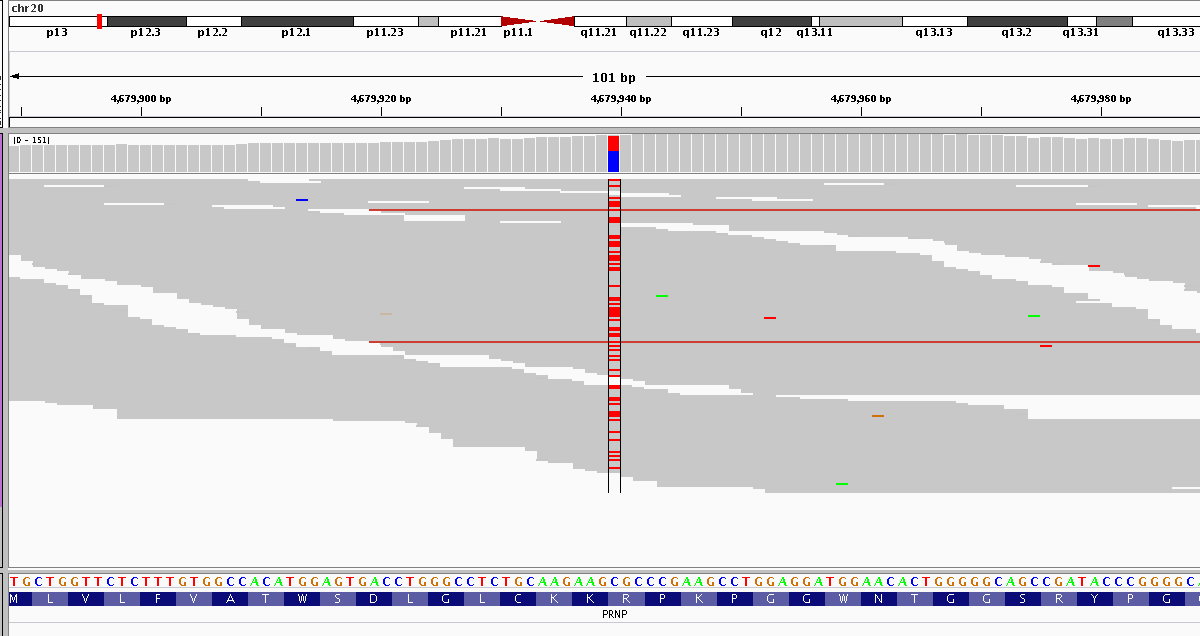 chr20
p13 p12.3 p12.2 p12.1 p11.23 p11.21 p11.1 q11.21 q11.22 q11.23 q12 q13.11 q13.13 q13.2 q13.31 q13.33
101 bp
4,679,900 bp 4,679,920 bp 4,679,940 bp 4,679,960 bp 4,679,980 bp
[0 - 151]
TGCTGGTTCTCTTTGTGGCCACATGGAGTGACCTGGGCCTCTGCAAGAAGCGCCCGAAGCCTGGAGGATGGAACACTGGGGGCAGCCGATACCCGGGGC
M L V L F V A T W S D L G L C K K R P K P G G W N T G G S R Y P G
PRNP